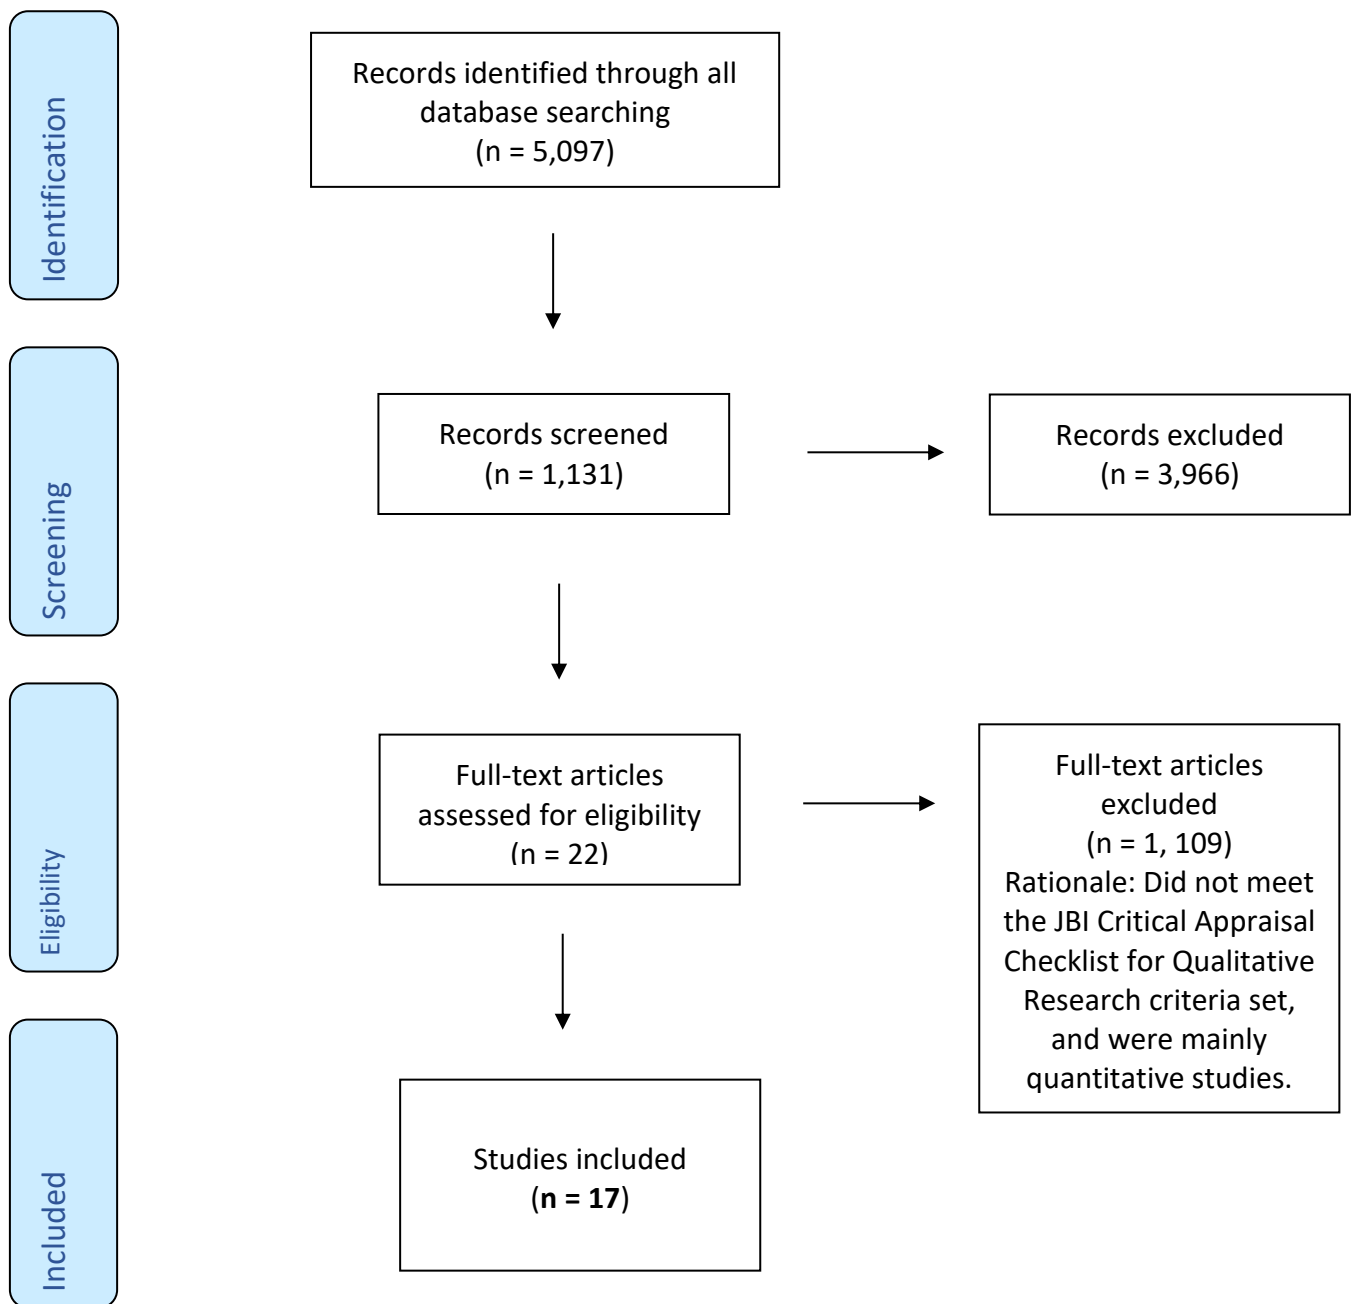 Identification
Records identified through all
database searching
(n = 5,097)
Screening
Records screened
(n = 1,131)
Records excluded
(n = 3,966)
Eligibility
Full-text articles
assessed for eligibility
(n = 22)
Full-text articles
excluded
(n = 1, 109)
Rationale: Did not meet
the JBI Critical Appraisal
Checklist for Qualitative
Research criteria set,
and were mainly
quantitative studies.
Included
Studies included
(n = 17)